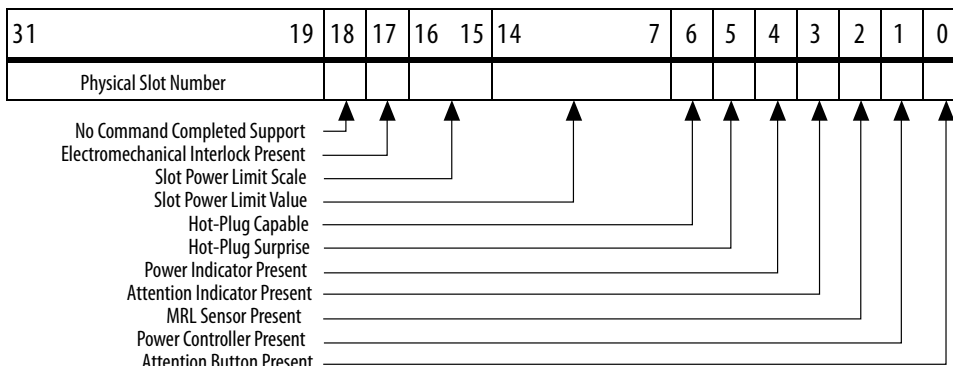 31 19 18 17 16 15 14 7 6 5 4 3 2 1 0
Physical Slot Number
No Command Completed Support
Electromechanical Interlock Present
Slot Power Limit Scale
Slot Power Limit Value
Hot-Plug Capable
Hot-Plug Surprise
Power Indicator Present
Attention Indicator Present
MRL Sensor Present
Power Controller Present
Attention Button Present